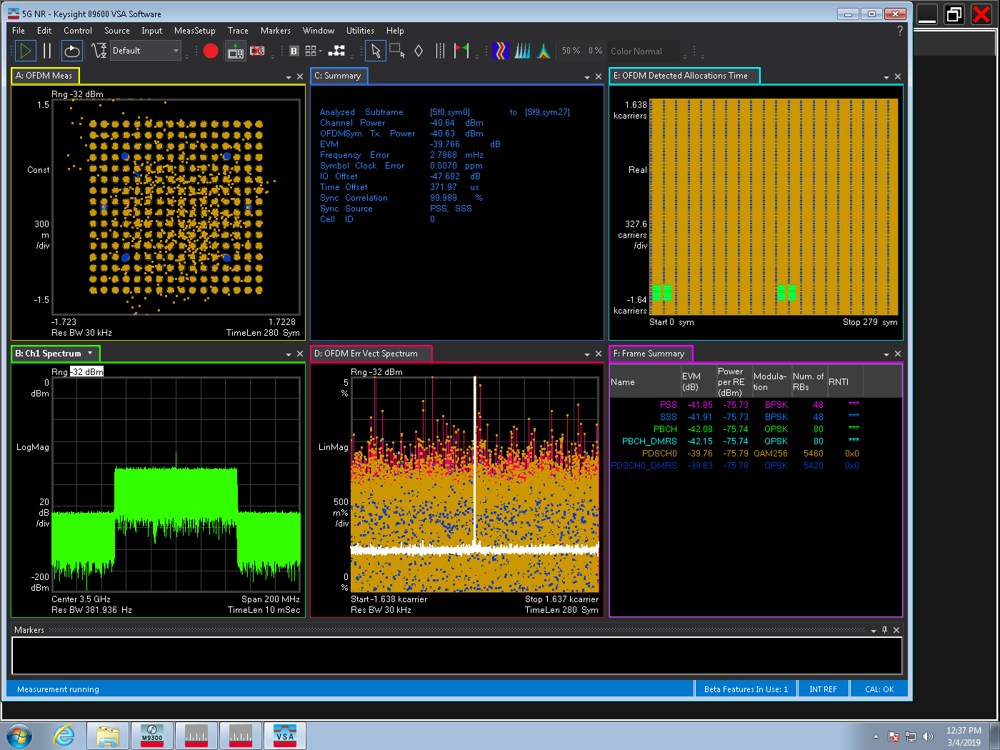 5G NR - Keysight 89600 VSA Software
File Edit Control Source Input MeasSetup Trace Markers Window Utilities Help ?
Default B 50 % 0 % Color Normal
A: OFDM Meas
Rng -32 dBm
1.5
Const
300
m
/div
-1.5
-1.723 1.7228
Res BW 30 kHz TimeLen 280 Sym
C: Summary
Analyzed Subframe [Sf0,sym0] to [Sf9,sym27]
Channel Power -40.64 dBm
OFDMSym. Tx. Power -40.63 dBm
EVM -39.766 dB
Frequency Error 2.7968 mHz
Symbol Clock Error 0.0070 ppm
IQ Offset -47.682 dB
Time Offset 371.97 us
Sync Correlation 99.989 %
Sync Source PSS, SSS
Cell ID 0
E: OFDM Detected Allocations Time
1.638
kcarriers
Real
327.6
carriers
/div
-1.64
kcarriers
Start 0 sym Stop 279 sym
B: Ch1 Spectrum
Rng -32 dBm
0
dBm
LogMag
20
dB
/div
-200
dBm
Center 3.5 GHz Span 200 MHz
Res BW 381.936 Hz TimeLen 10 mSec
D: OFDM Err Vect Spectrum
Rng -32 dBm
5
%
LinMag
500
m%
/div
0
%
Start -1.638 kcarrier Stop 1.637 kcarrier
Res BW 30 kHz TimeLen 280 Sym
F: Frame Summary
Name EVM (dB) Power per RE (dBm) Modula-tion Num. of RBs RNTI
PSS -41.85 -75.73 BPSK 48 ***
SSS -41.91 -75.73 BPSK 48 ***
PBCH -42.08 -75.74 QPSK 80 ***
PBCH_DMRS -42.15 -75.74 QPSK 80 ***
PDSCH0 -39.76 -75.79 QAM256 5460 0x0
PDSCH0_DMRS -39.63 -75.78 QPSK 5420 0x0
Markers
Measurement running Beta Features In Use: 1 INT REF CAL: OK
M9300 VSA
12:37 PM
3/4/2019